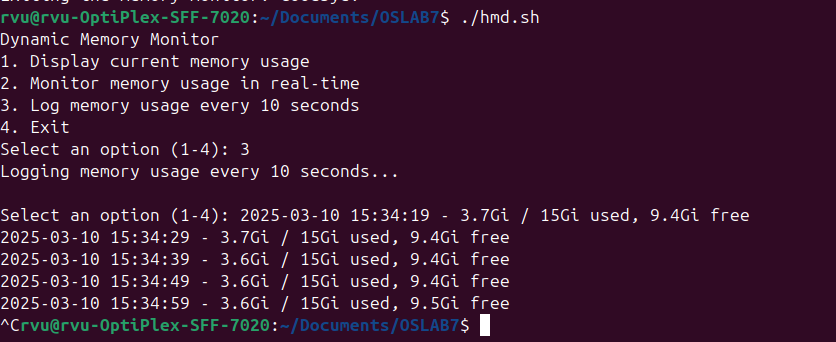 rvu@rvu-OptiPlex-SFF-7020:~/Documents/OSLAB7$ ./hmd.sh
Dynamic Memory Monitor
1. Display current memory usage
2. Monitor memory usage in real-time
3. Log memory usage every 10 seconds
4. Exit
Select an option (1-4): 3
Logging memory usage every 10 seconds...
Select an option (1-4): 2025-03-10 15:34:19 - 3.7Gi / 15Gi used, 9.4Gi free
2025-03-10 15:34:29 - 3.7Gi / 15Gi used, 9.4Gi free
2025-03-10 15:34:39 - 3.6Gi / 15Gi used, 9.4Gi free
2025-03-10 15:34:49 - 3.6Gi / 15Gi used, 9.4Gi free
2025-03-10 15:34:59 - 3.6Gi / 15Gi used, 9.5Gi free
^Crvu@rvu-OptiPlex-SFF-7020:~/Documents/OSLAB7$